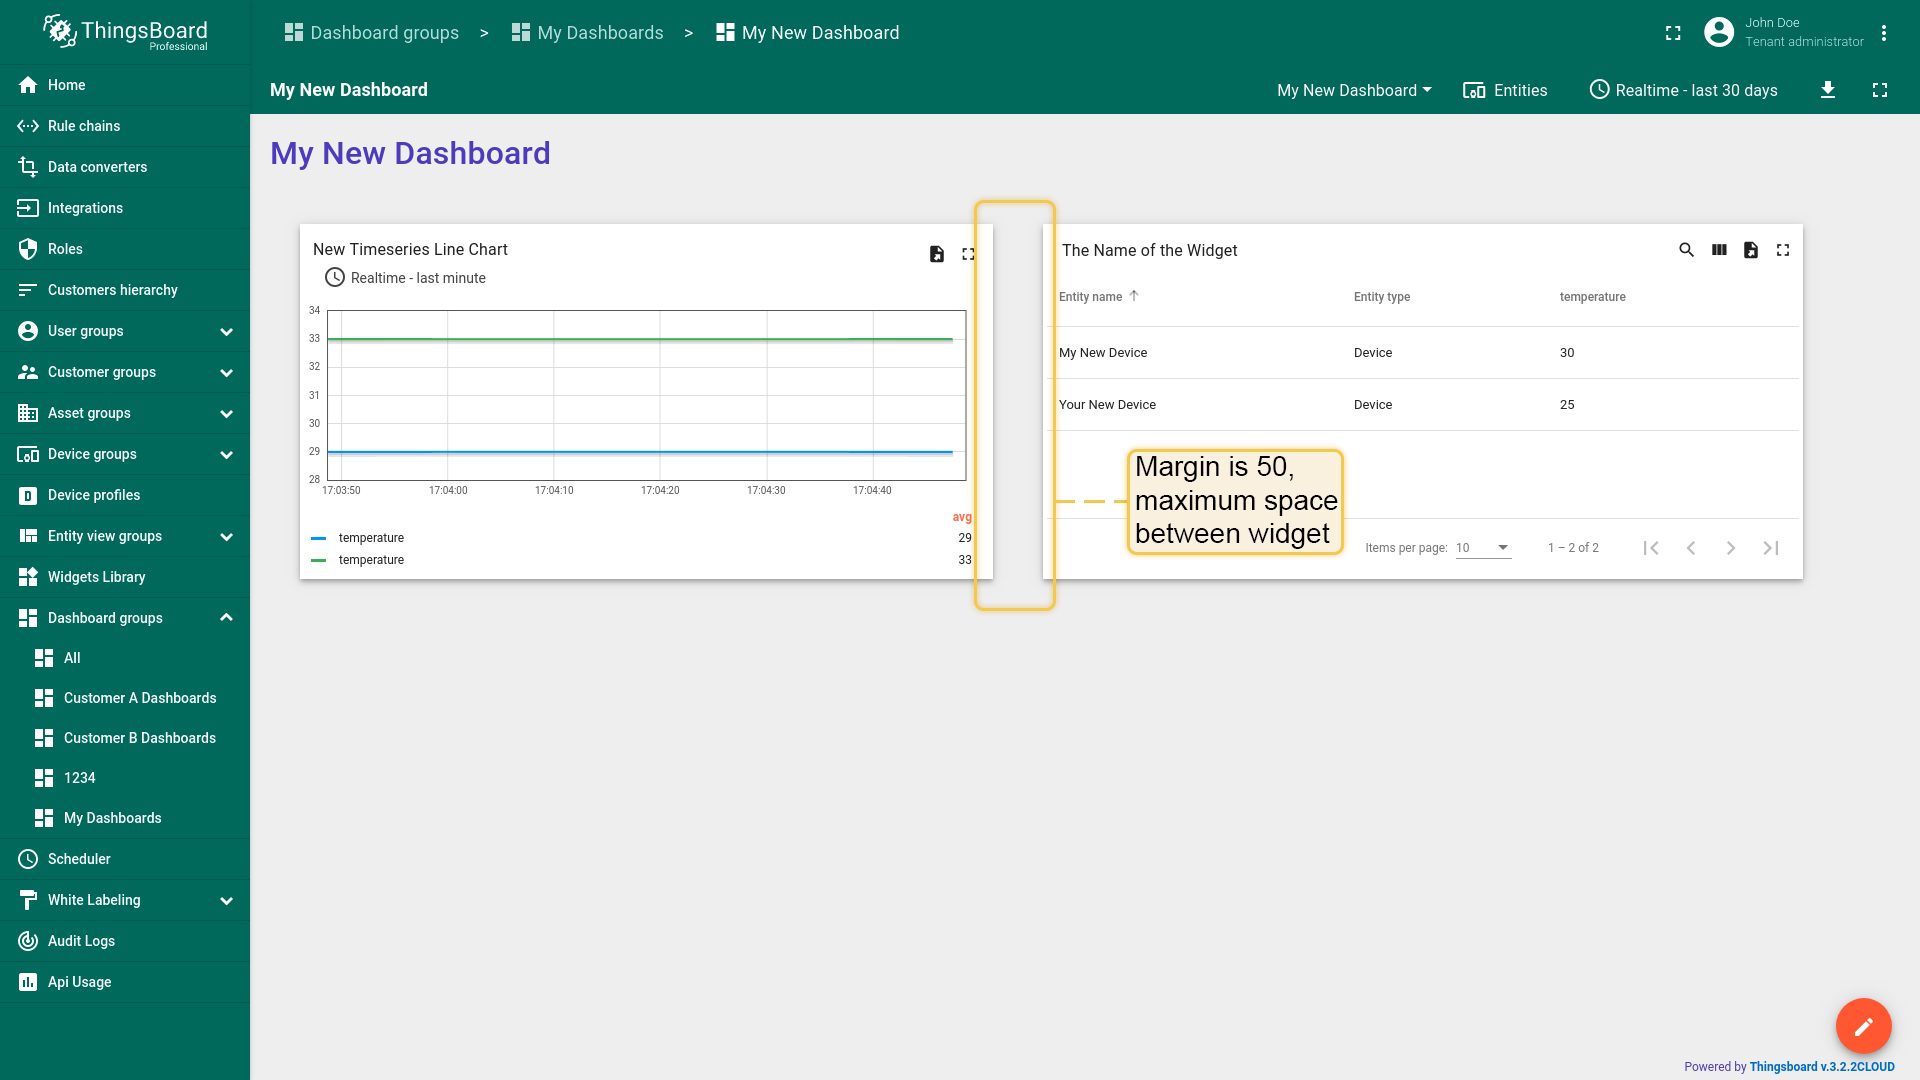 ThingsBoard
Professional
Dashboard groups > My Dashboards > My New Dashboard
John Doe
Tenant administrator
My New Dashboard
My New Dashboard
Entities
Realtime - last 30 days
Home
Rule chains
Data converters
Integrations
Roles
Customers hierarchy
User groups
Customer groups
Asset groups
Device groups
Device profiles
Entity view groups
Widgets Library
Dashboard groups
All
Customer A Dashboards
Customer B Dashboards
1234
My Dashboards
Scheduler
White Labeling
Audit Logs
Api Usage
My New Dashboard
New Timeseries Line Chart
Realtime - last minute
34
33
32
31
30
29
28
17:03:50 17:04:00 17:04:10 17:04:20 17:04:30 17:04:40
avg
temperature 29
temperature 33
The Name of the Widget
Entity name Entity type temperature
My New Device Device 30
Your New Device Device 25
Margin is 50,
maximum space
between widget
Items per page: 10 1 – 2 of 2
Powered by Thingsboard v.3.2.2CLOUD